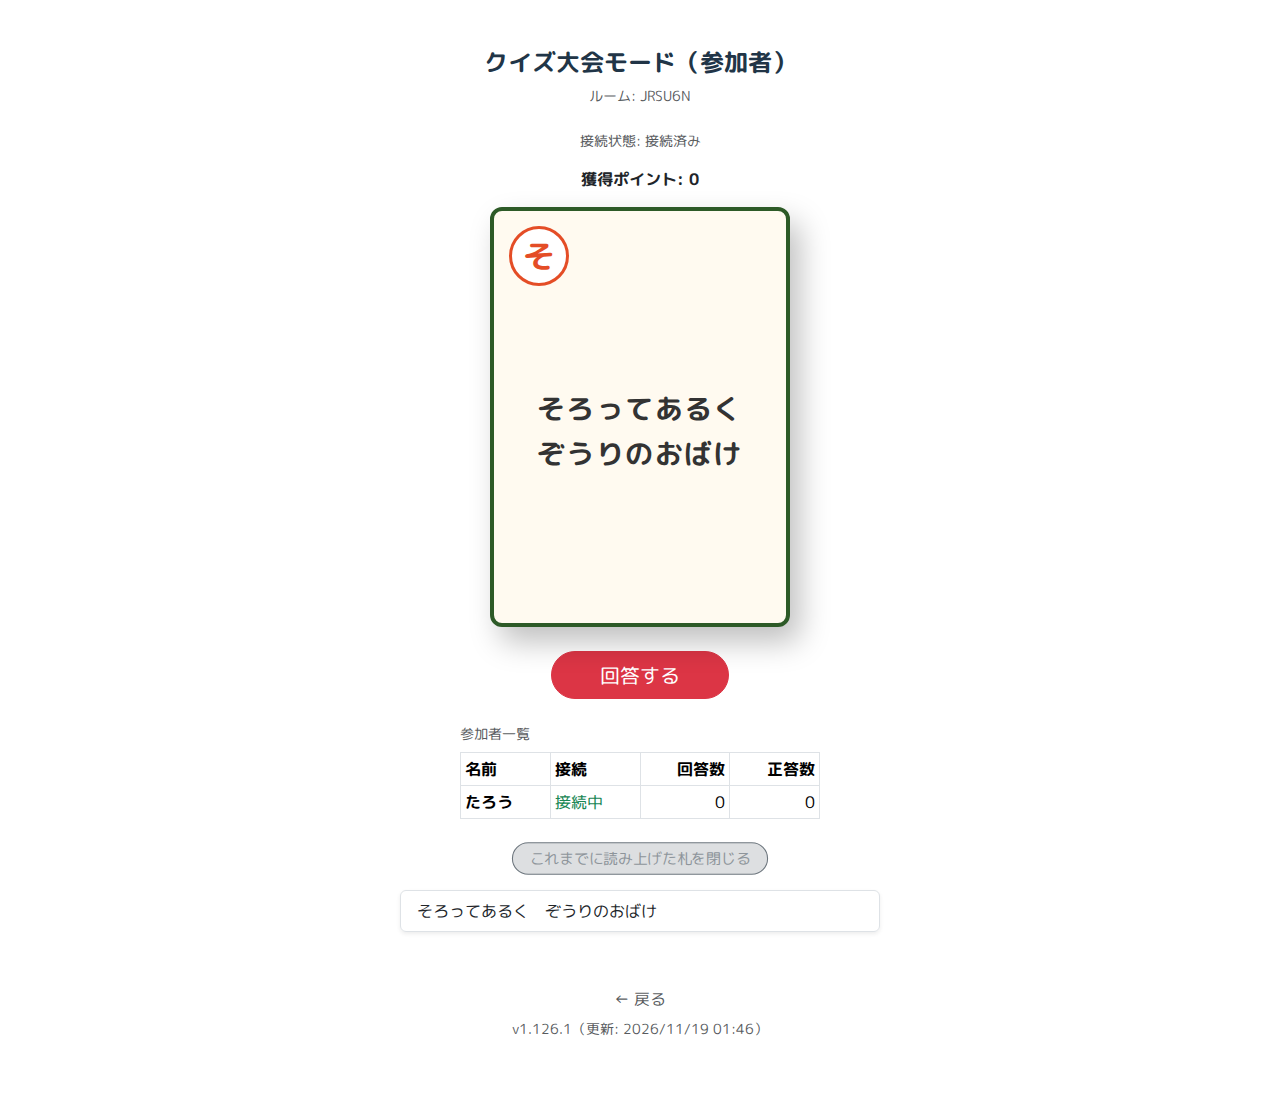 クイズ大会モード（参加者）
ルーム: JRSU6N
接続状態: 接続済み
獲得ポイント: 0
そ
そろってあるく
ぞうりのおばけ
回答する
参加者一覧
名前 接続 回答数 正答数
たろう 接続中 0 0
これまでに読み上げた札を閉じる
そろってあるく　ぞうりのおばけ
← 戻る
v1.126.1（更新: 2026/11/19 01:46）